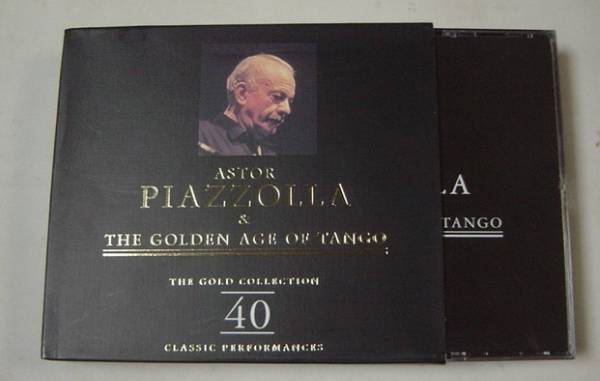 ASTOR
PIAZZOLLA
&
THE GOLDEN AGE OF TANGO
THE GOLD COLLECTION
40
CLASSIC PERFORMANCES
LA
TANGO